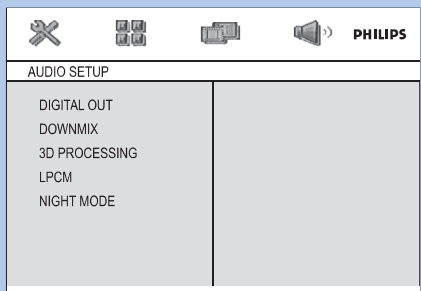 PHILIPS
AUDIO SETUP
DIGITAL OUT
DOWNMIX
3D PROCESSING
LPCM
NIGHT MODE